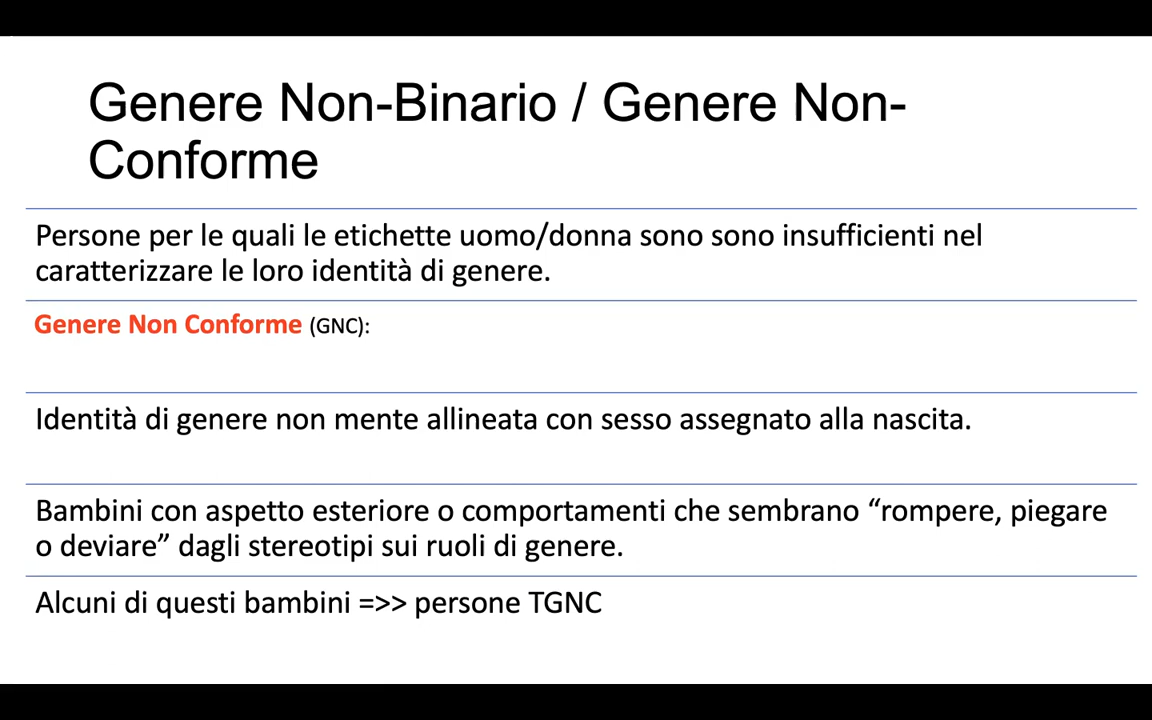 Genere Non-Binario / Genere Non-
Conforme
Persone per le quali le etichette uomo/donna sono sono insufficienti nel
caratterizzare le loro identità di genere.
Genere Non Conforme (GNC):
Identità di genere non mente allineata con sesso assegnato alla nascita.
Bambini con aspetto esteriore o comportamenti che sembrano “rompere, piegare
o deviare” dagli stereotipi sui ruoli di genere.
Alcuni di questi bambini =>> persone TGNC